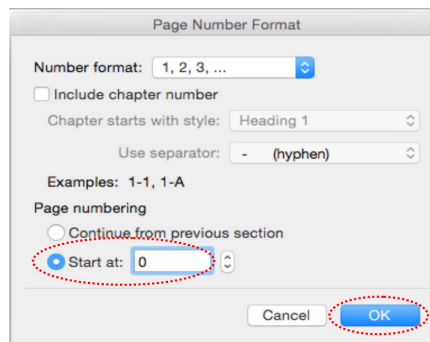 Page Number Format
Number format: 1, 2, 3, ...
Include chapter number
Chapter starts with style: Heading 1
Use separator: - (hyphen)
Examples: 1-1, 1-A
Page numbering
Continue from previous section
Start at: 0
Cancel OK